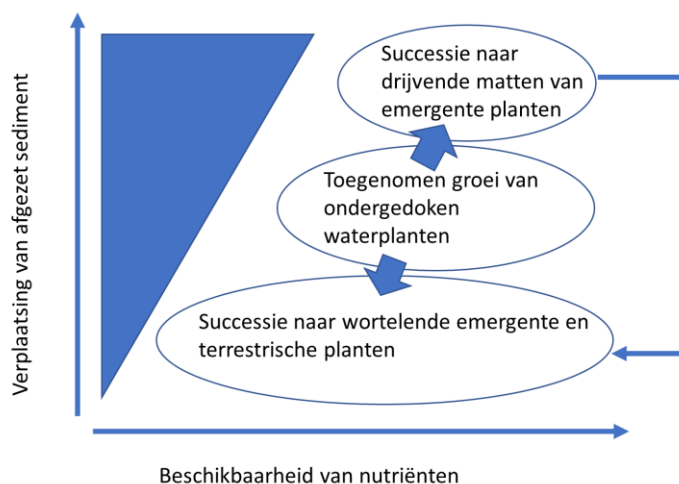 Verplaatsing van afgezet sediment
Successie naar
drijvende matten van
emergente planten
Toegenomen groei van
ondergedoken
waterplanten
Successie naar wortelende emergente en
terrestrische planten
Beschikbaarheid van nutriënten